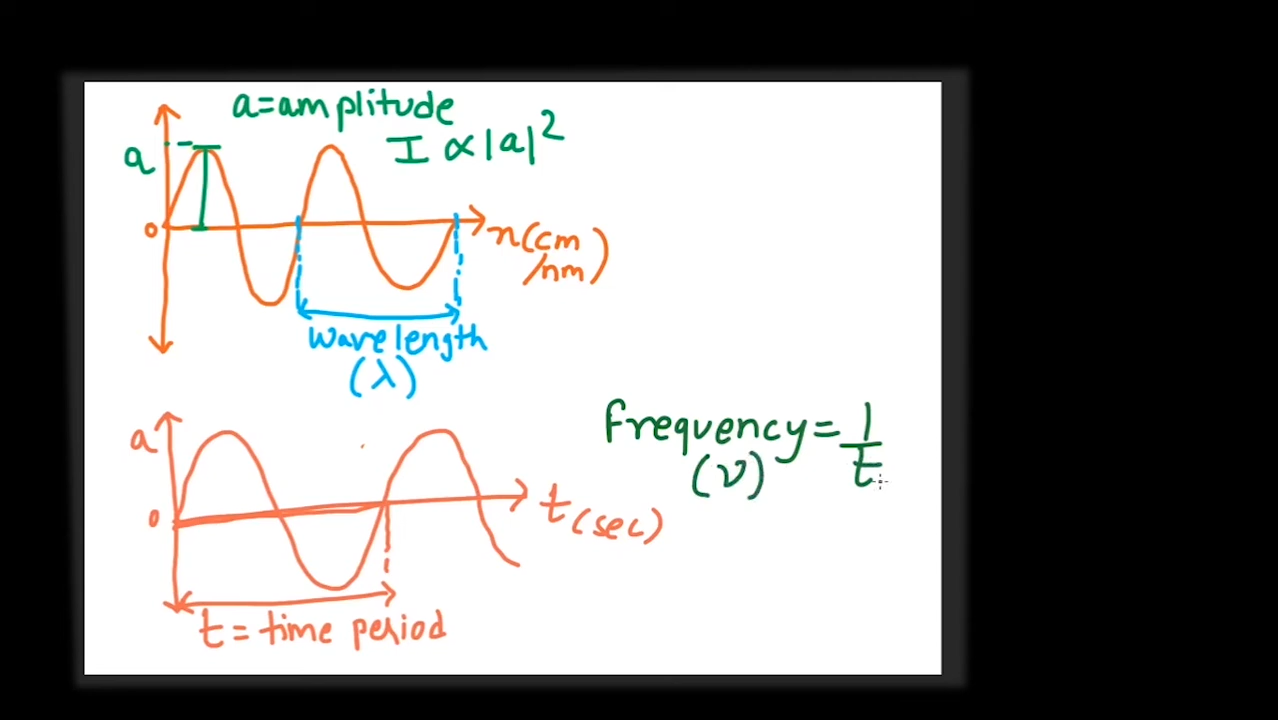 a=amplitude
I ∝ |a|²
a
0
n(cm
/nm)
wavelength
(λ)
a
0
t(sec)
t = time period
frequency = 1/t
(ν)